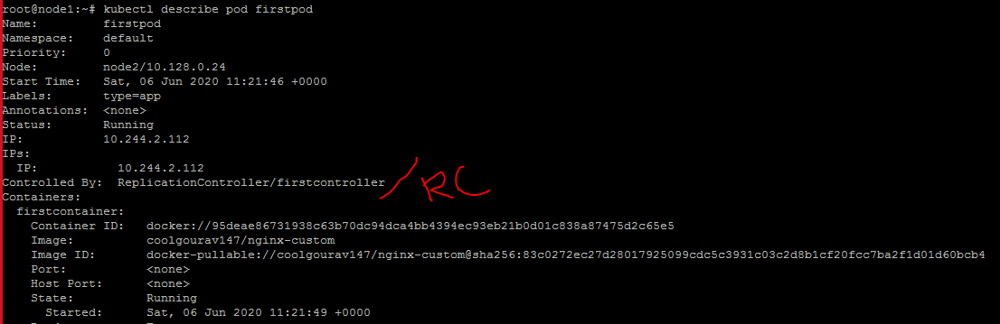 root@node1:~# kubectl describe pod firstpod
Name:         firstpod
Namespace:    default
Priority:     0
Node:         node2/10.128.0.24
Start Time:   Sat, 06 Jun 2020 11:21:46 +0000
Labels:       type=app
Annotations:  <none>
Status:       Running
IP:           10.244.2.112
IPs:
  IP:           10.244.2.112
Controlled By:  ReplicationController/firstcontroller
RC
Containers:
  firstcontainer:
    Container ID:   docker://95deae86731938c63b70dc94dca4bb4394ec93eb21b0d01c838a87475d2c65e5
    Image:          coolgourav147/nginx-custom
    Image ID:       docker-pullable://coolgourav147/nginx-custom@sha256:83c0272ec27d28017925099cdc5c3931c03c2d8b1cf20fcc7ba2f1d01d60bcb4
    Port:           <none>
    Host Port:      <none>
    State:          Running
      Started:      Sat, 06 Jun 2020 11:21:49 +0000